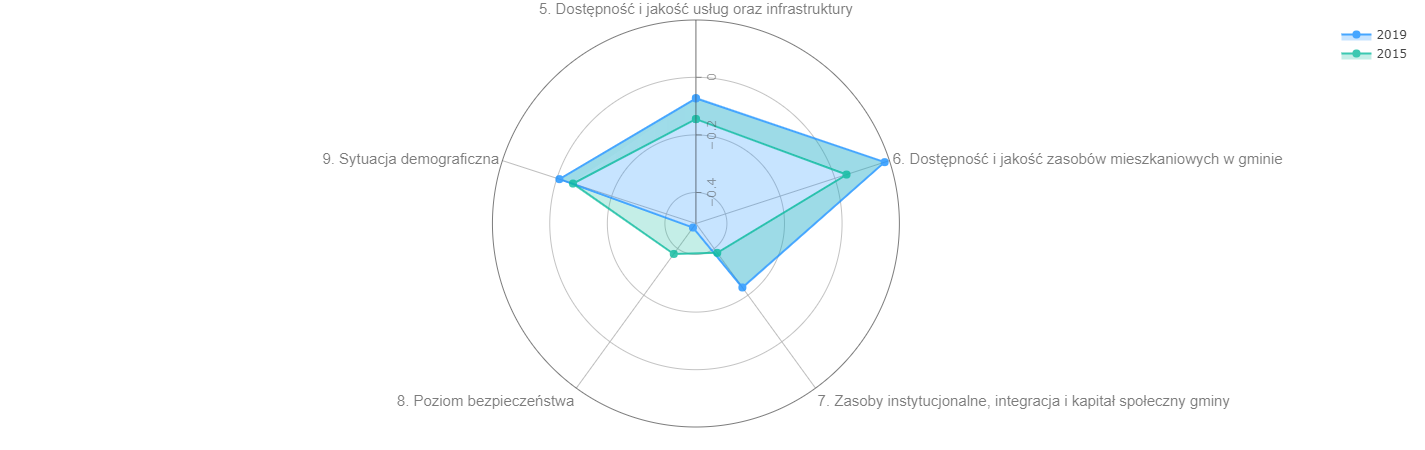 5. Dostępność i jakość usług oraz infrastruktury
2019
2015
0
−0.2
−0.4
9. Sytuacja demograficzna
6. Dostępność i jakość zasobów mieszkaniowych w gminie
8. Poziom bezpieczeństwa
7. Zasoby instytucjonalne, integracja i kapitał społeczny gminy